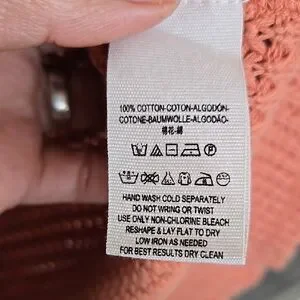 100% COTTON-COTON-ALGODÓN-
COTONE-BAUMWOLLE-ALGODÃO-
棉花-綿
P
HAND WASH COLD SEPARATELY
DO NOT WRING OR TWIST
USE ONLY NON-CHLORINE BLEACH
RESHAPE & LAY FLAT TO DRY
LOW IRON AS NEEDED
FOR BEST RESULTS DRY CLEAN